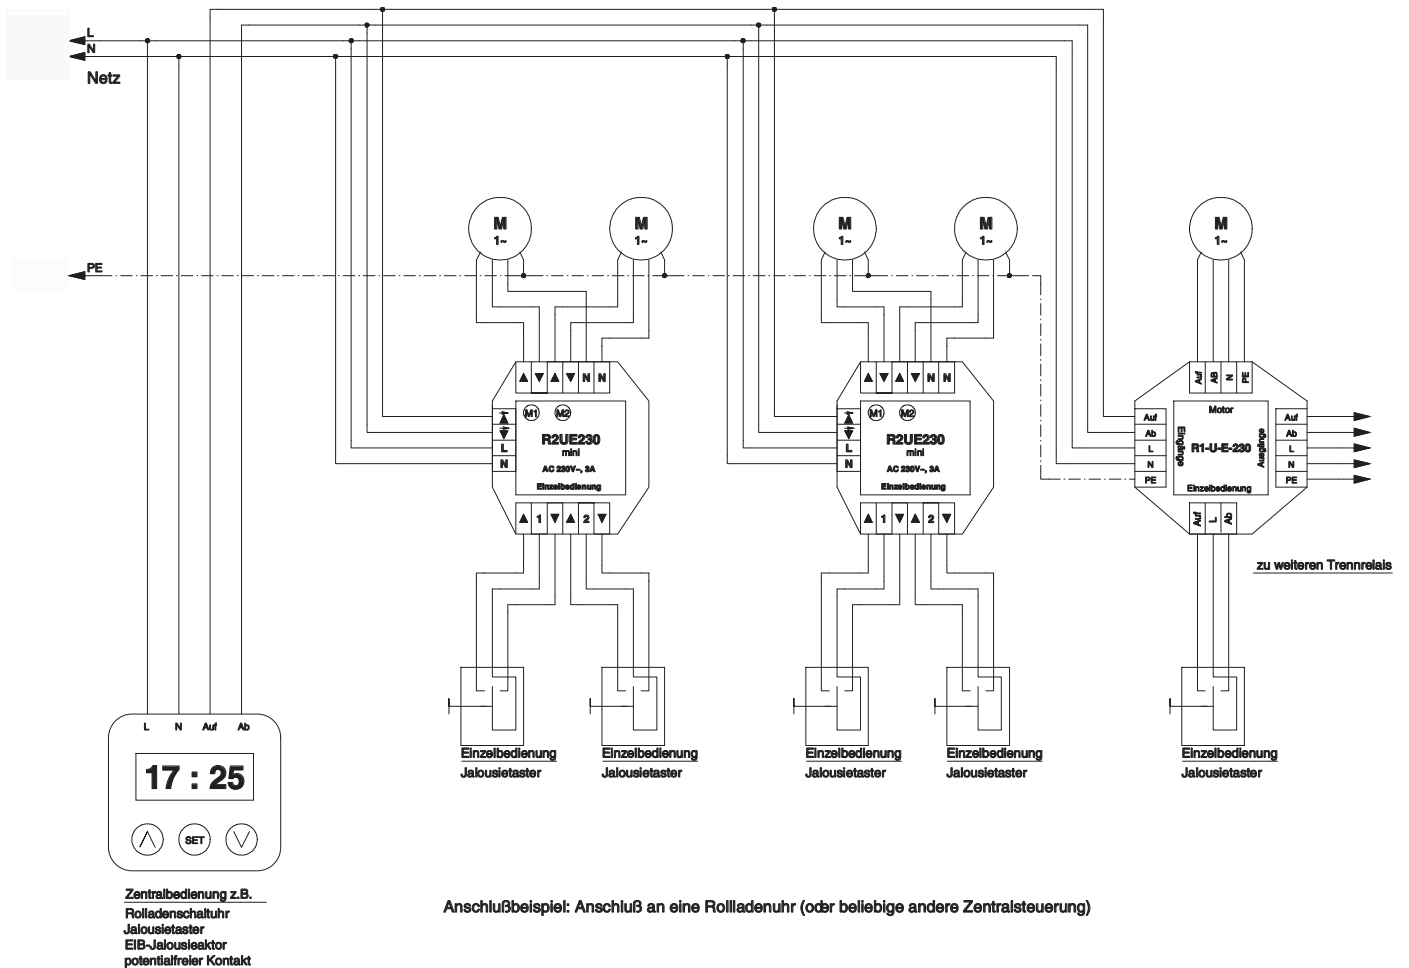 L
N
Netz
PE
M
1~
M
1~
M
1~
M
1~
M
1~
▲ ▼ ▲ ▼ N N
M1 M2
L
N
R2UE230
mini
AC 230V~, 3A
Einzelbedienung
▲ 1 ▼ ▲ 2 ▼
▲ ▼ ▲ ▼ N N
M1 M2
L
N
R2UE230
mini
AC 230V~, 3A
Einzelbedienung
▲ 1 ▼ ▲ 2 ▼
Auf AB N PE
Motor
Auf
Ab
L
N
PE
Eingänge
R1-U-E-230
Ausgänge
Auf
Ab
L
N
PE
Einzelbedienung
Auf L Ab
zu weiteren Trennrelais
Einzelbedienung
Jalousietaster
Einzelbedienung
Jalousietaster
Einzelbedienung
Jalousietaster
Einzelbedienung
Jalousietaster
Einzelbedienung
Jalousietaster
L N Auf Ab
17 : 25
SET
Zentralbedienung z.B.
Rolladenschaltuhr
Jalousietaster
EIB-Jalousieaktor
potentialfreier Kontakt
Anschlußbeispiel: Anschluß an eine Rollladenuhr (oder beliebige andere Zentralsteuerung)